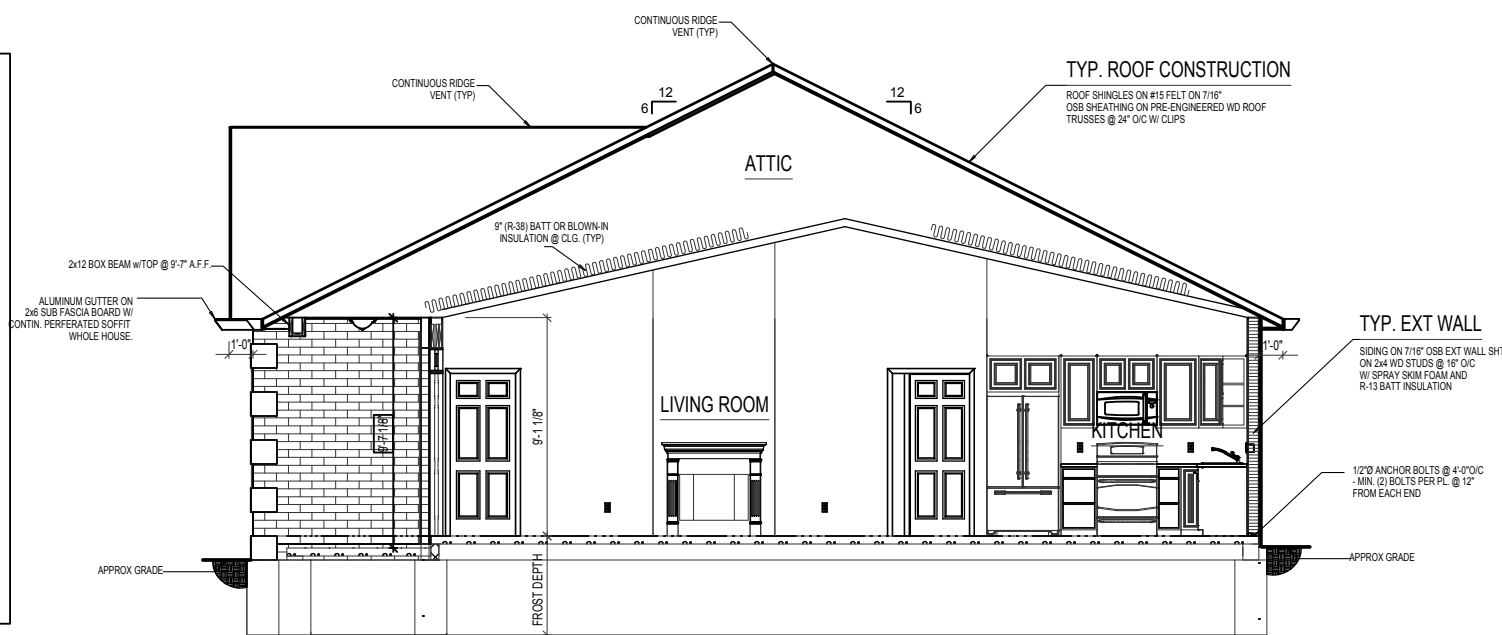 CONTINUOUS RIDGE
VENT (TYP)
CONTINUOUS RIDGE
VENT (TYP)
12
6
12
6
TYP. ROOF CONSTRUCTION
ROOF SHINGLES ON #15 FELT ON 7/16"
OSB SHEATHING ON PRE-ENGINEERED WD ROOF
TRUSSES @ 24" O/C W/ CLIPS
ATTIC
9" (R-38) BATT OR BLOWN-IN
INSULATION @ CLG. (TYP)
2x12 BOX BEAM w/TOP @ 9'-7" A.F.F.
ALUMINUM GUTTER ON
2x6 SUB FASCIA BOARD W/
CONTIN. PERFERATED SOFFIT
WHOLE HOUSE.
1'-0"
1'-0"
TYP. EXT WALL
SIDING ON 7/16" OSB EXT WALL SHT
ON 2x4 WD STUDS @ 16" O/C
W/ SPRAY SKIM FOAM AND
R-13 BATT INSULATION
9'-7 1/8"
9'-1 1/8"
LIVING ROOM
KITCHEN
1/2"Ø ANCHOR BOLTS @ 4'-0"O/C
- MIN. (2) BOLTS PER PL. @ 12"
FROM EACH END
APPROX GRADE
APPROX GRADE
FROST DEPTH